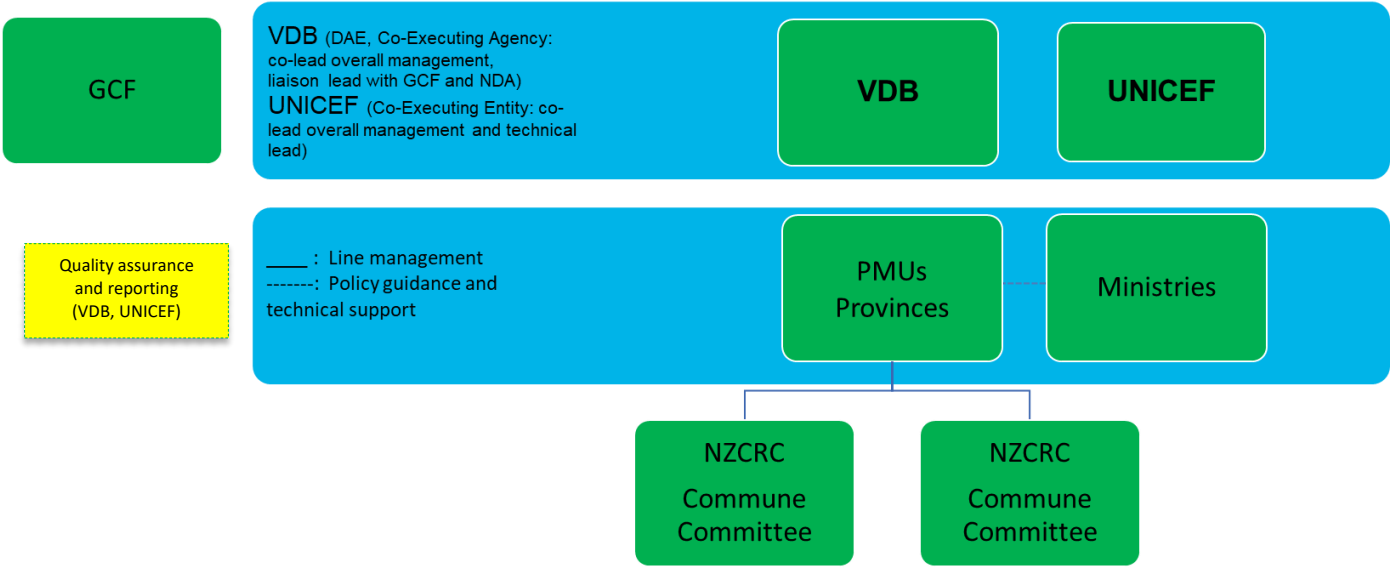 GCF
VDB (DAE, Co-Executing Agency:
co-lead overall management,
liaison lead with GCF and NDA)
UNICEF (Co-Executing Entity: co-
lead overall management and technical
lead)
VDB
UNICEF
Quality assurance
and reporting
(VDB, UNICEF)
____ : Line management
-------: Policy guidance and
technical support
PMUs
Provinces
Ministries
NZCRC
Commune
Committee
NZCRC
Commune
Committee